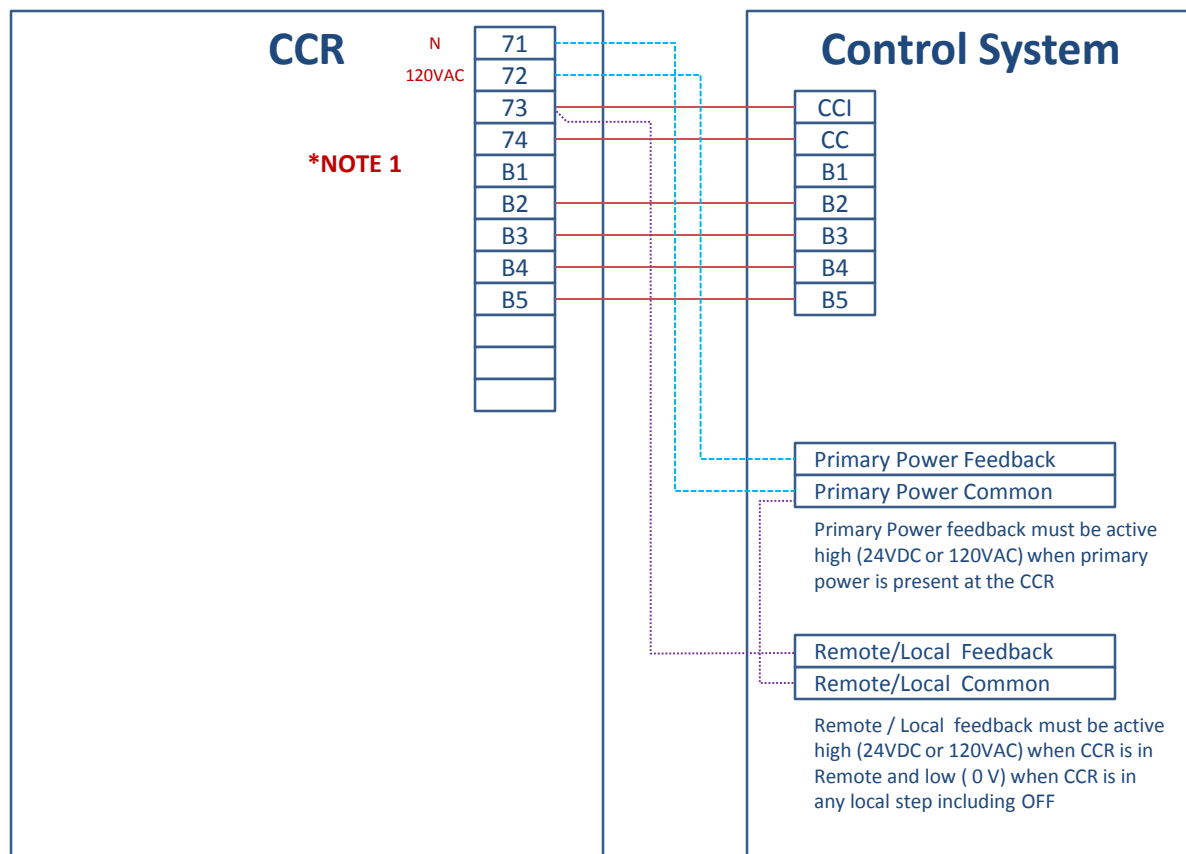 CCR
Control System
N
71
120VAC
72
73
74
*NOTE 1
B1
B2
B3
B4
B5
CCI
CC
B1
B2
B3
B4
B5
Primary Power Feedback
Primary Power Common
Primary Power feedback must be active
high (24VDC or 120VAC) when primary
power is present at the CCR
Remote/Local Feedback
Remote/Local Common
Remote / Local feedback must be active
high (24VDC or 120VAC) when CCR is in
Remote and low ( 0 V) when CCR is in
any local step including OFF